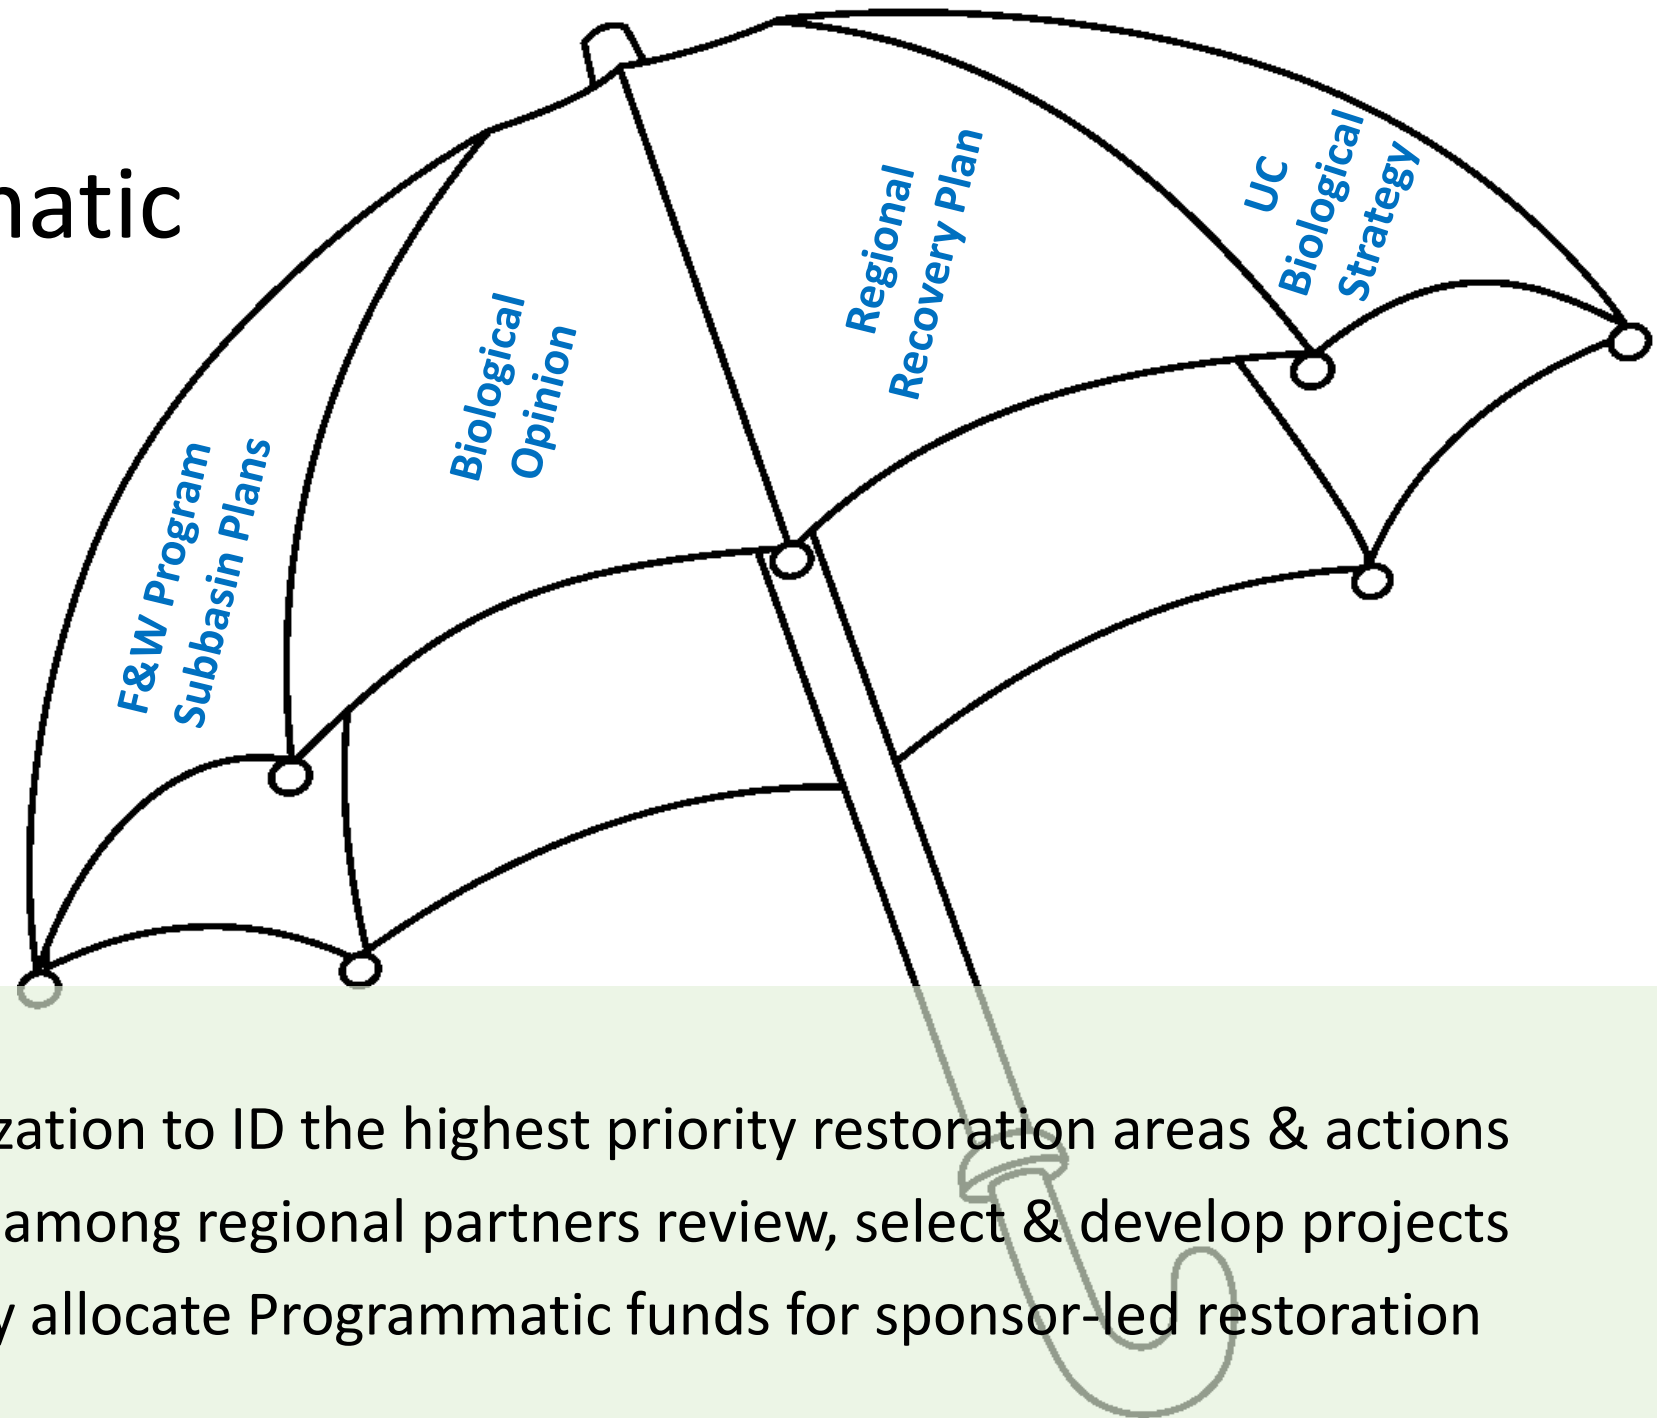 matic
F&W Program
Subbasin Plans
Biological
Opinion
Regional
Recovery Plan
UC
Biological
Strategy
zation to ID the highest priority restoration areas & actions
among regional partners review, select & develop projects
y allocate Programmatic funds for sponsor-led restoration